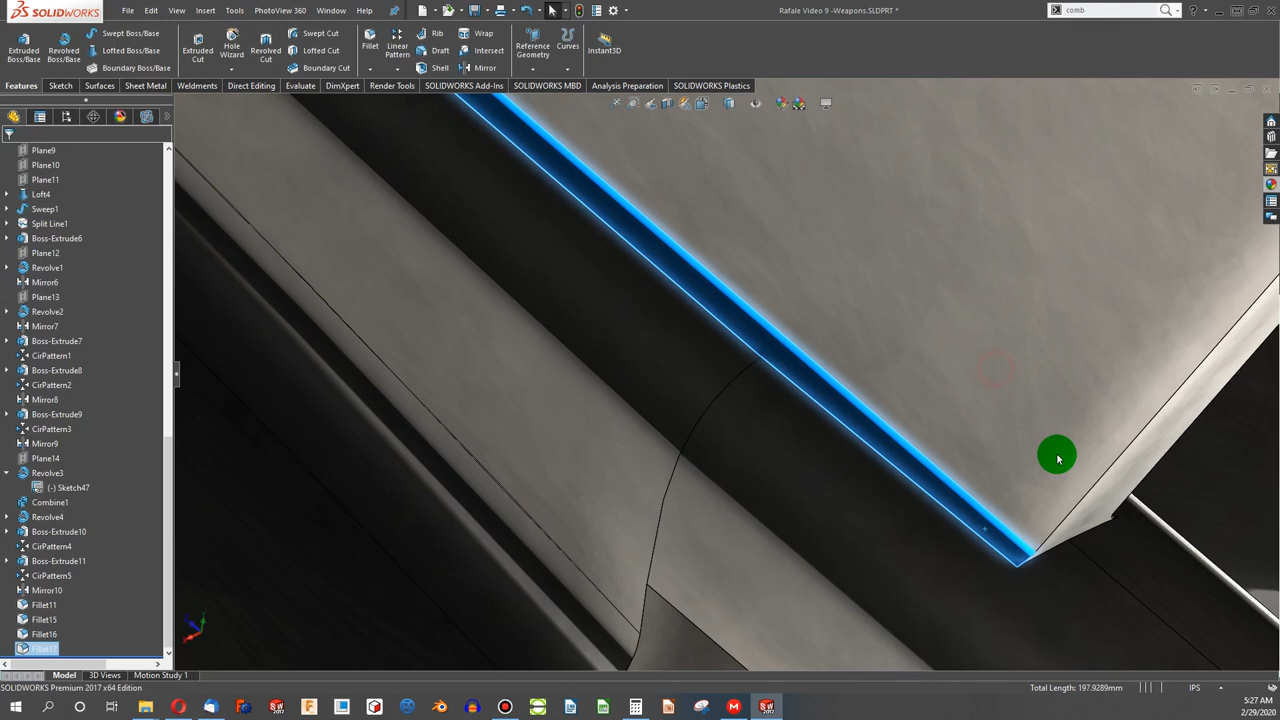 SOLIDWORKS
File
Edit
View
Insert
Tools
PhotoView 360
Window
Help
Rafale Video 9 -Weapons.SLDPRT *
comb
Extruded Boss/Base
Revolved Boss/Base
Swept Boss/Base
Lofted Boss/Base
Boundary Boss/Base
Extruded Cut
Hole Wizard
Revolved Cut
Swept Cut
Lofted Cut
Boundary Cut
Fillet
Linear Pattern
Rib
Draft
Shell
Wrap
Intersect
Mirror
Reference Geometry
Curves
Instant3D
Features
Sketch
Surfaces
Sheet Metal
Weldments
Direct Editing
Evaluate
DimXpert
Render Tools
SOLIDWORKS Add-Ins
SOLIDWORKS MBD
Analysis Preparation
SOLIDWORKS Plastics
Plane9
Plane10
Plane11
Loft4
Sweep1
Split Line1
Boss-Extrude6
Plane12
Revolve1
Mirror6
Plane13
Revolve2
Mirror7
Boss-Extrude7
CirPattern1
Boss-Extrude8
CirPattern2
Mirror8
Boss-Extrude9
CirPattern3
Mirror9
Plane14
Revolve3
(-) Sketch47
Combine1
Revolve4
Boss-Extrude10
CirPattern4
Boss-Extrude11
CirPattern5
Mirror10
Fillet11
Fillet15
Fillet16
Fillet17
Model
3D Views
Motion Study 1
SOLIDWORKS Premium 2017 x64 Edition
Total Length: 197.9289mm
IPS
5:27 AM
2/29/2020